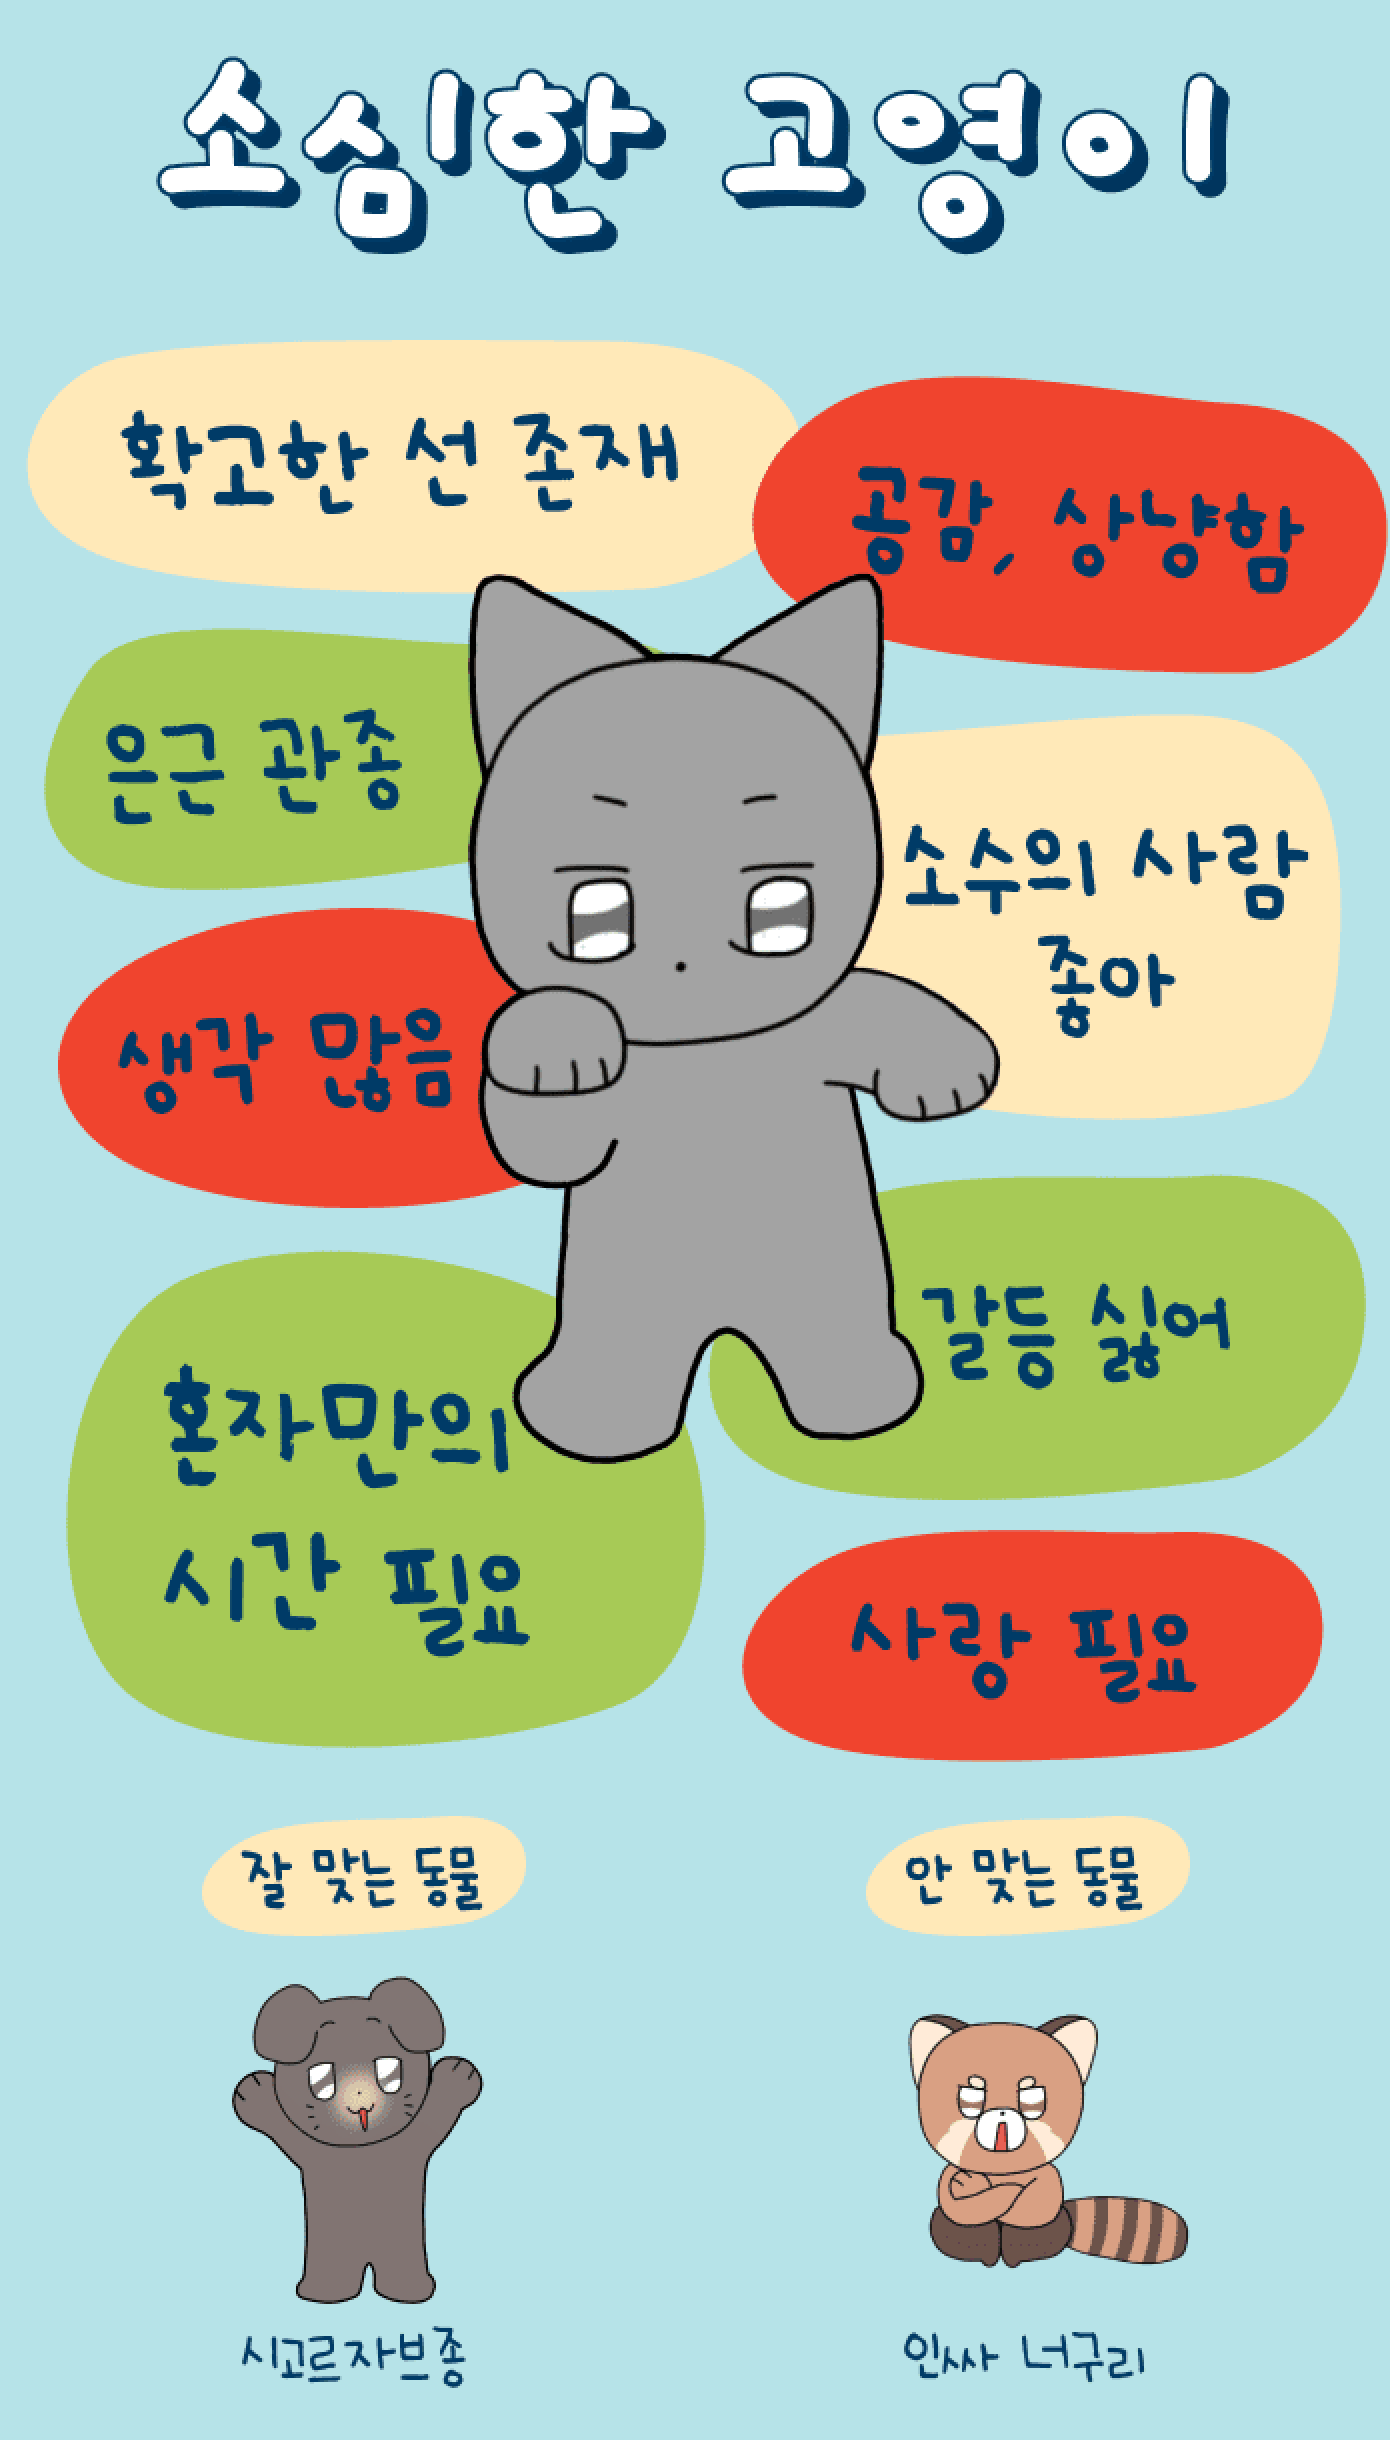 소심한 고영이
확고한 선 존재
공감, 상냥함
은근 관종
소수의 사람
좋아
생각 많음
갈등 싫어
혼자만의
시간 필요
사랑 필요
잘 맞는 동물
안 맞는 동물
시고르자브종
인싸 너구리